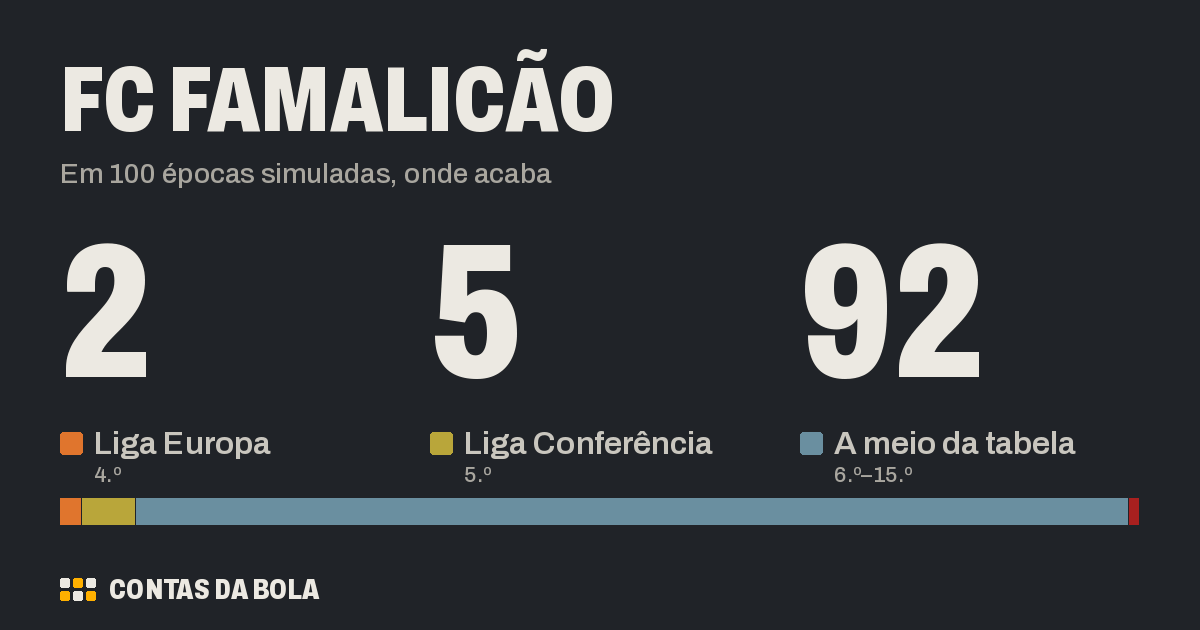 FC FAMALICÃO
Em 100 épocas simuladas, onde acaba
2 5 92
Liga Europa Liga Conferência A meio da tabela
4.º 5.º 6.º–15.º
CONTAS DA BOLA